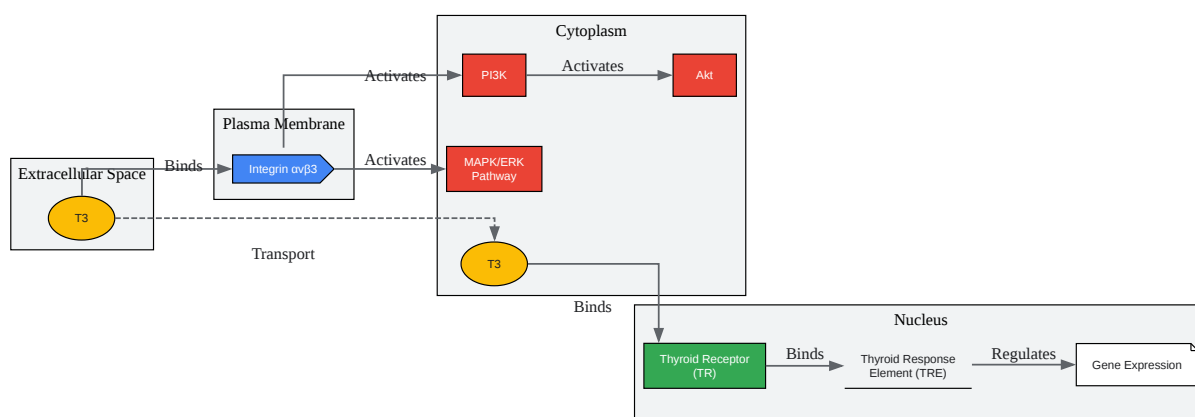 Cytoplasm
Activates
PI3K
Activates
Akt
Plasma Membrane
Extracellular Space
Binds
Integrin αvβ3
Activates
MAPK/ERK
Pathway
T3
Transport
T3
Binds
Nucleus
Thyroid Receptor
(TR)
Binds
Thyroid Response
Element (TRE)
Regulates
Gene Expression